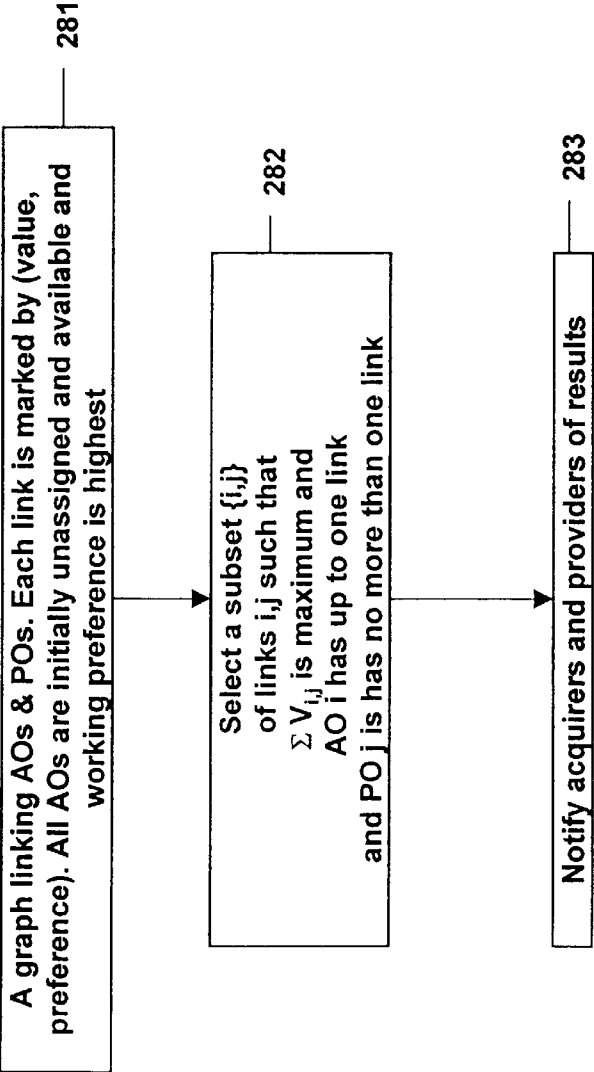 A graph linking AOs & POs. Each link is marked by (value,
preference). All AOs are initially unassigned and available and
working preference is highest
281
Select a subset {i,j}
of links i,j such that
Σ Vi,j is maximum and
AO i has up to one link
and PO j is has no more than one link
282
Notify acquirers and providers of results
283